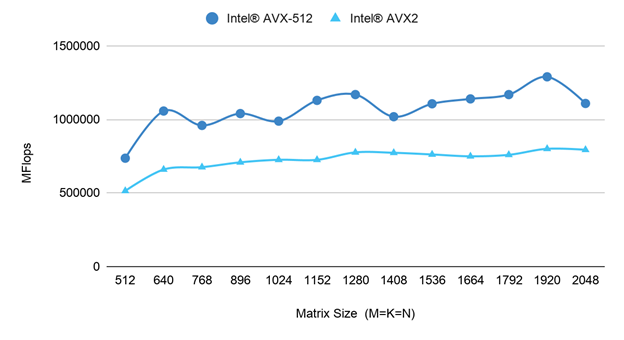 Intel® AVX-512 Intel® AVX2
1500000
1000000
500000
0
MFlops
512 640 768 896 1024 1152 1280 1408 1536 1664 1792 1920 2048
Matrix Size (M=K=N)